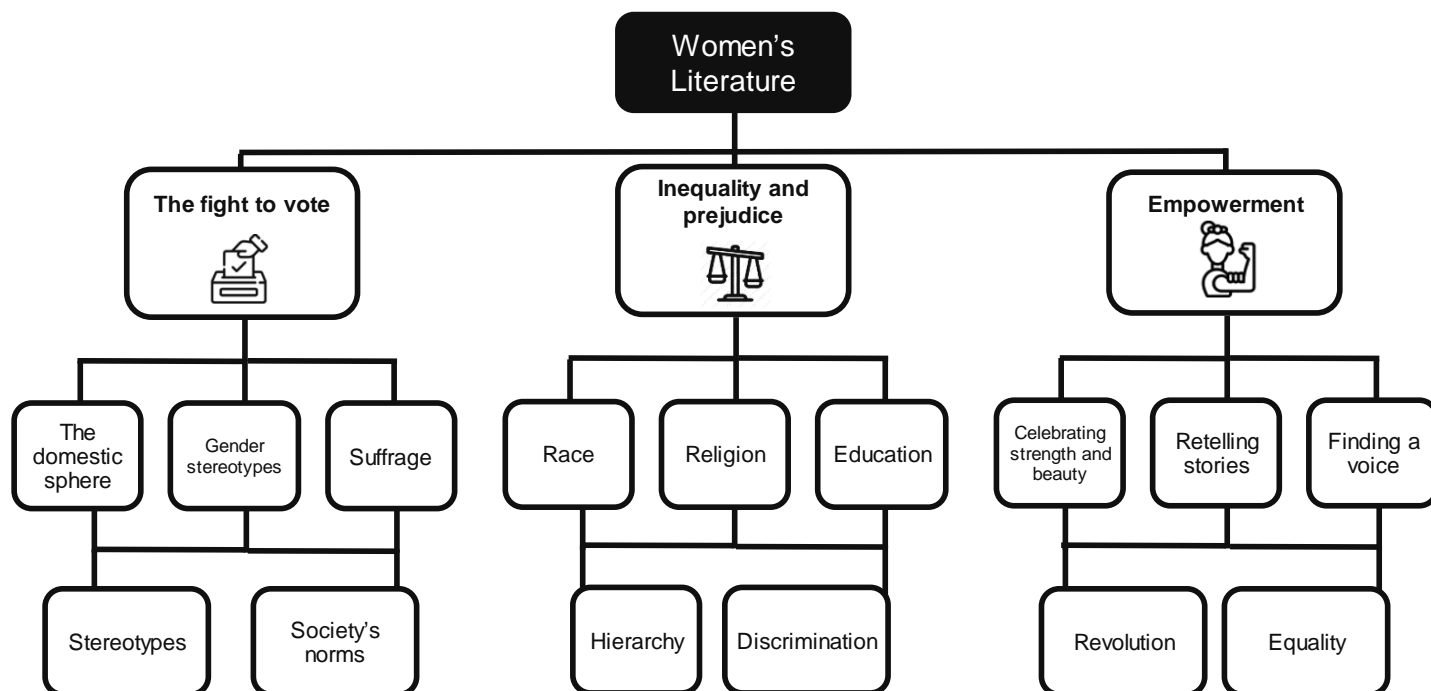 Women’s
Literature
The fight to vote
Inequality and
prejudice
Empowerment
The
domestic
sphere
Gender
stereotypes
Suffrage
Race
Religion
Education
Celebrating
strength and
beauty
Retelling
stories
Finding a
voice
Stereotypes
Society’s
norms
Hierarchy
Discrimination
Revolution
Equality